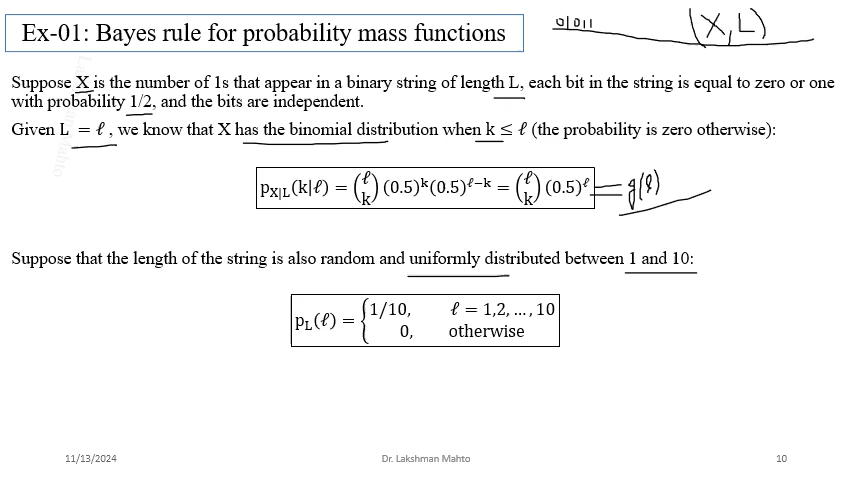 Ex-01: Bayes rule for probability mass functions
01011
(X, L)
Suppose X is the number of 1s that appear in a binary string of length L, each bit in the string is equal to zero or one
with probability 1/2, and the bits are independent.
Given L = ℓ, we know that X has the binomial distribution when k ≤ ℓ (the probability is zero otherwise):
p_{X|L}(k|ℓ) = (ℓ k) (0.5)^k(0.5)^{ℓ−k} = (ℓ k) (0.5)^ℓ = g(ℓ)
Suppose that the length of the string is also random and uniformly distributed between 1 and 10:
p_L(ℓ) = { 1/10, ℓ = 1,2, …, 10
0, otherwise
11/13/2024 Dr. Lakshman Mahto 10